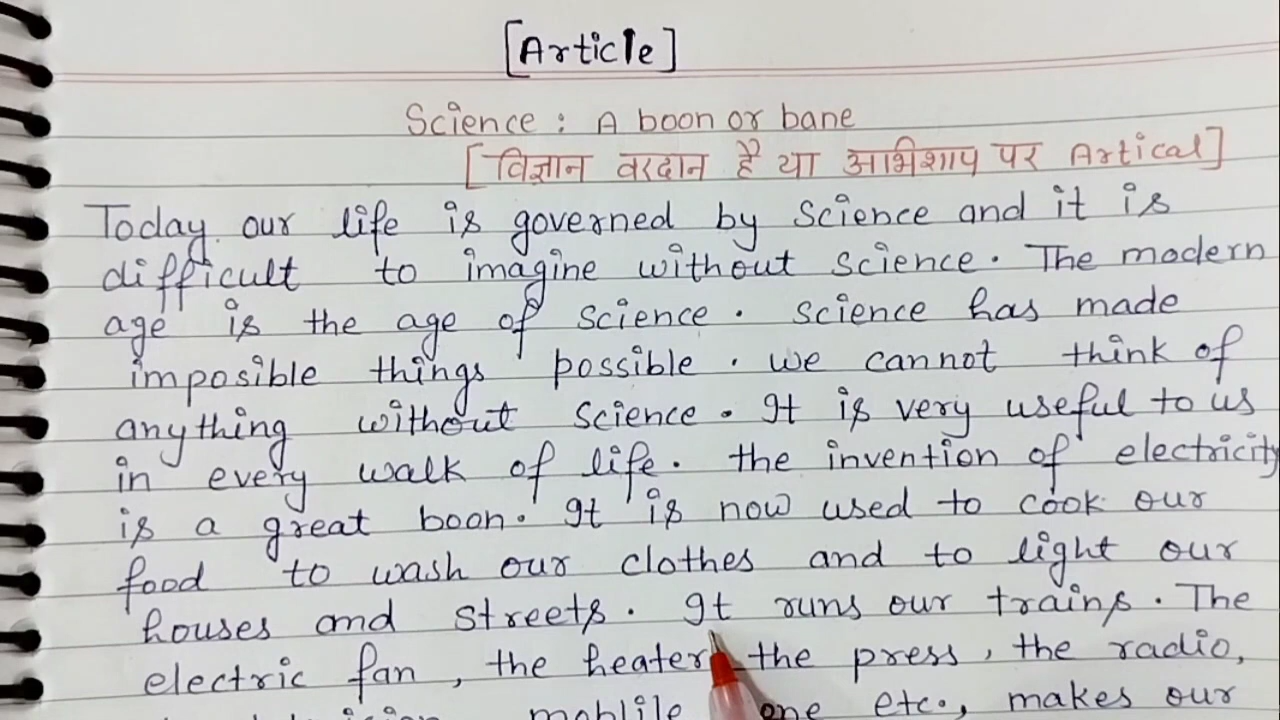 [Article]
Science : A boon or bane
[विज्ञान वरदान है या आभिशाप पर Artical]
Today our life is governed by Science and it is
difficult to imagine without science. The modern
age is the age of science. science has made
imposible things possible. we cannot think of
anything without science. It is very useful to us
in every walk of life. the invention of electricity
is a great boon. It is now used to cook our
food to wash our clothes and to light our
houses and streets. It runs our trains. The
electric fan, the heater the press, the radio,
moblile etc., makes our